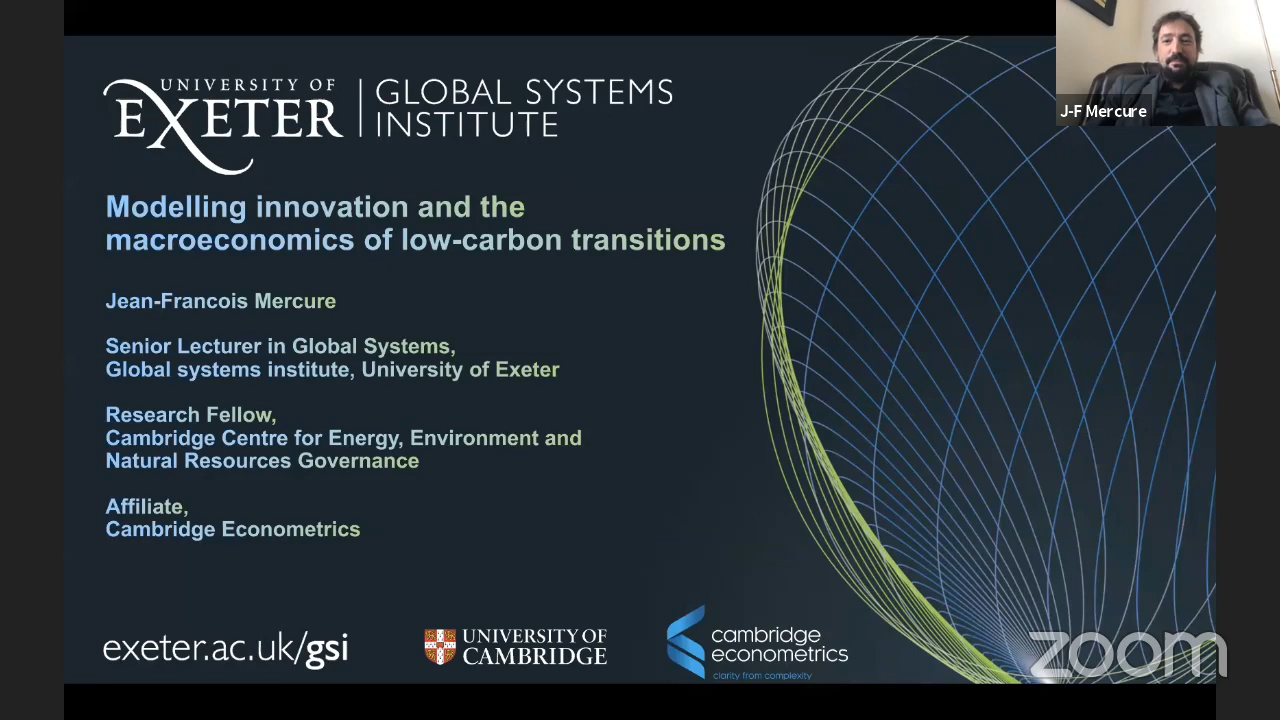 UNIVERSITY OF
EXETER
GLOBAL SYSTEMS
INSTITUTE
J-F Mercure
Modelling innovation and the
macroeconomics of low-carbon transitions
Jean-Francois Mercure
Senior Lecturer in Global Systems,
Global systems institute, University of Exeter
Research Fellow,
Cambridge Centre for Energy, Environment and
Natural Resources Governance
Affiliate,
Cambridge Econometrics
exeter.ac.uk/gsi
UNIVERSITY OF
CAMBRIDGE
cambridge
econometrics
clarity from complexity
zoom